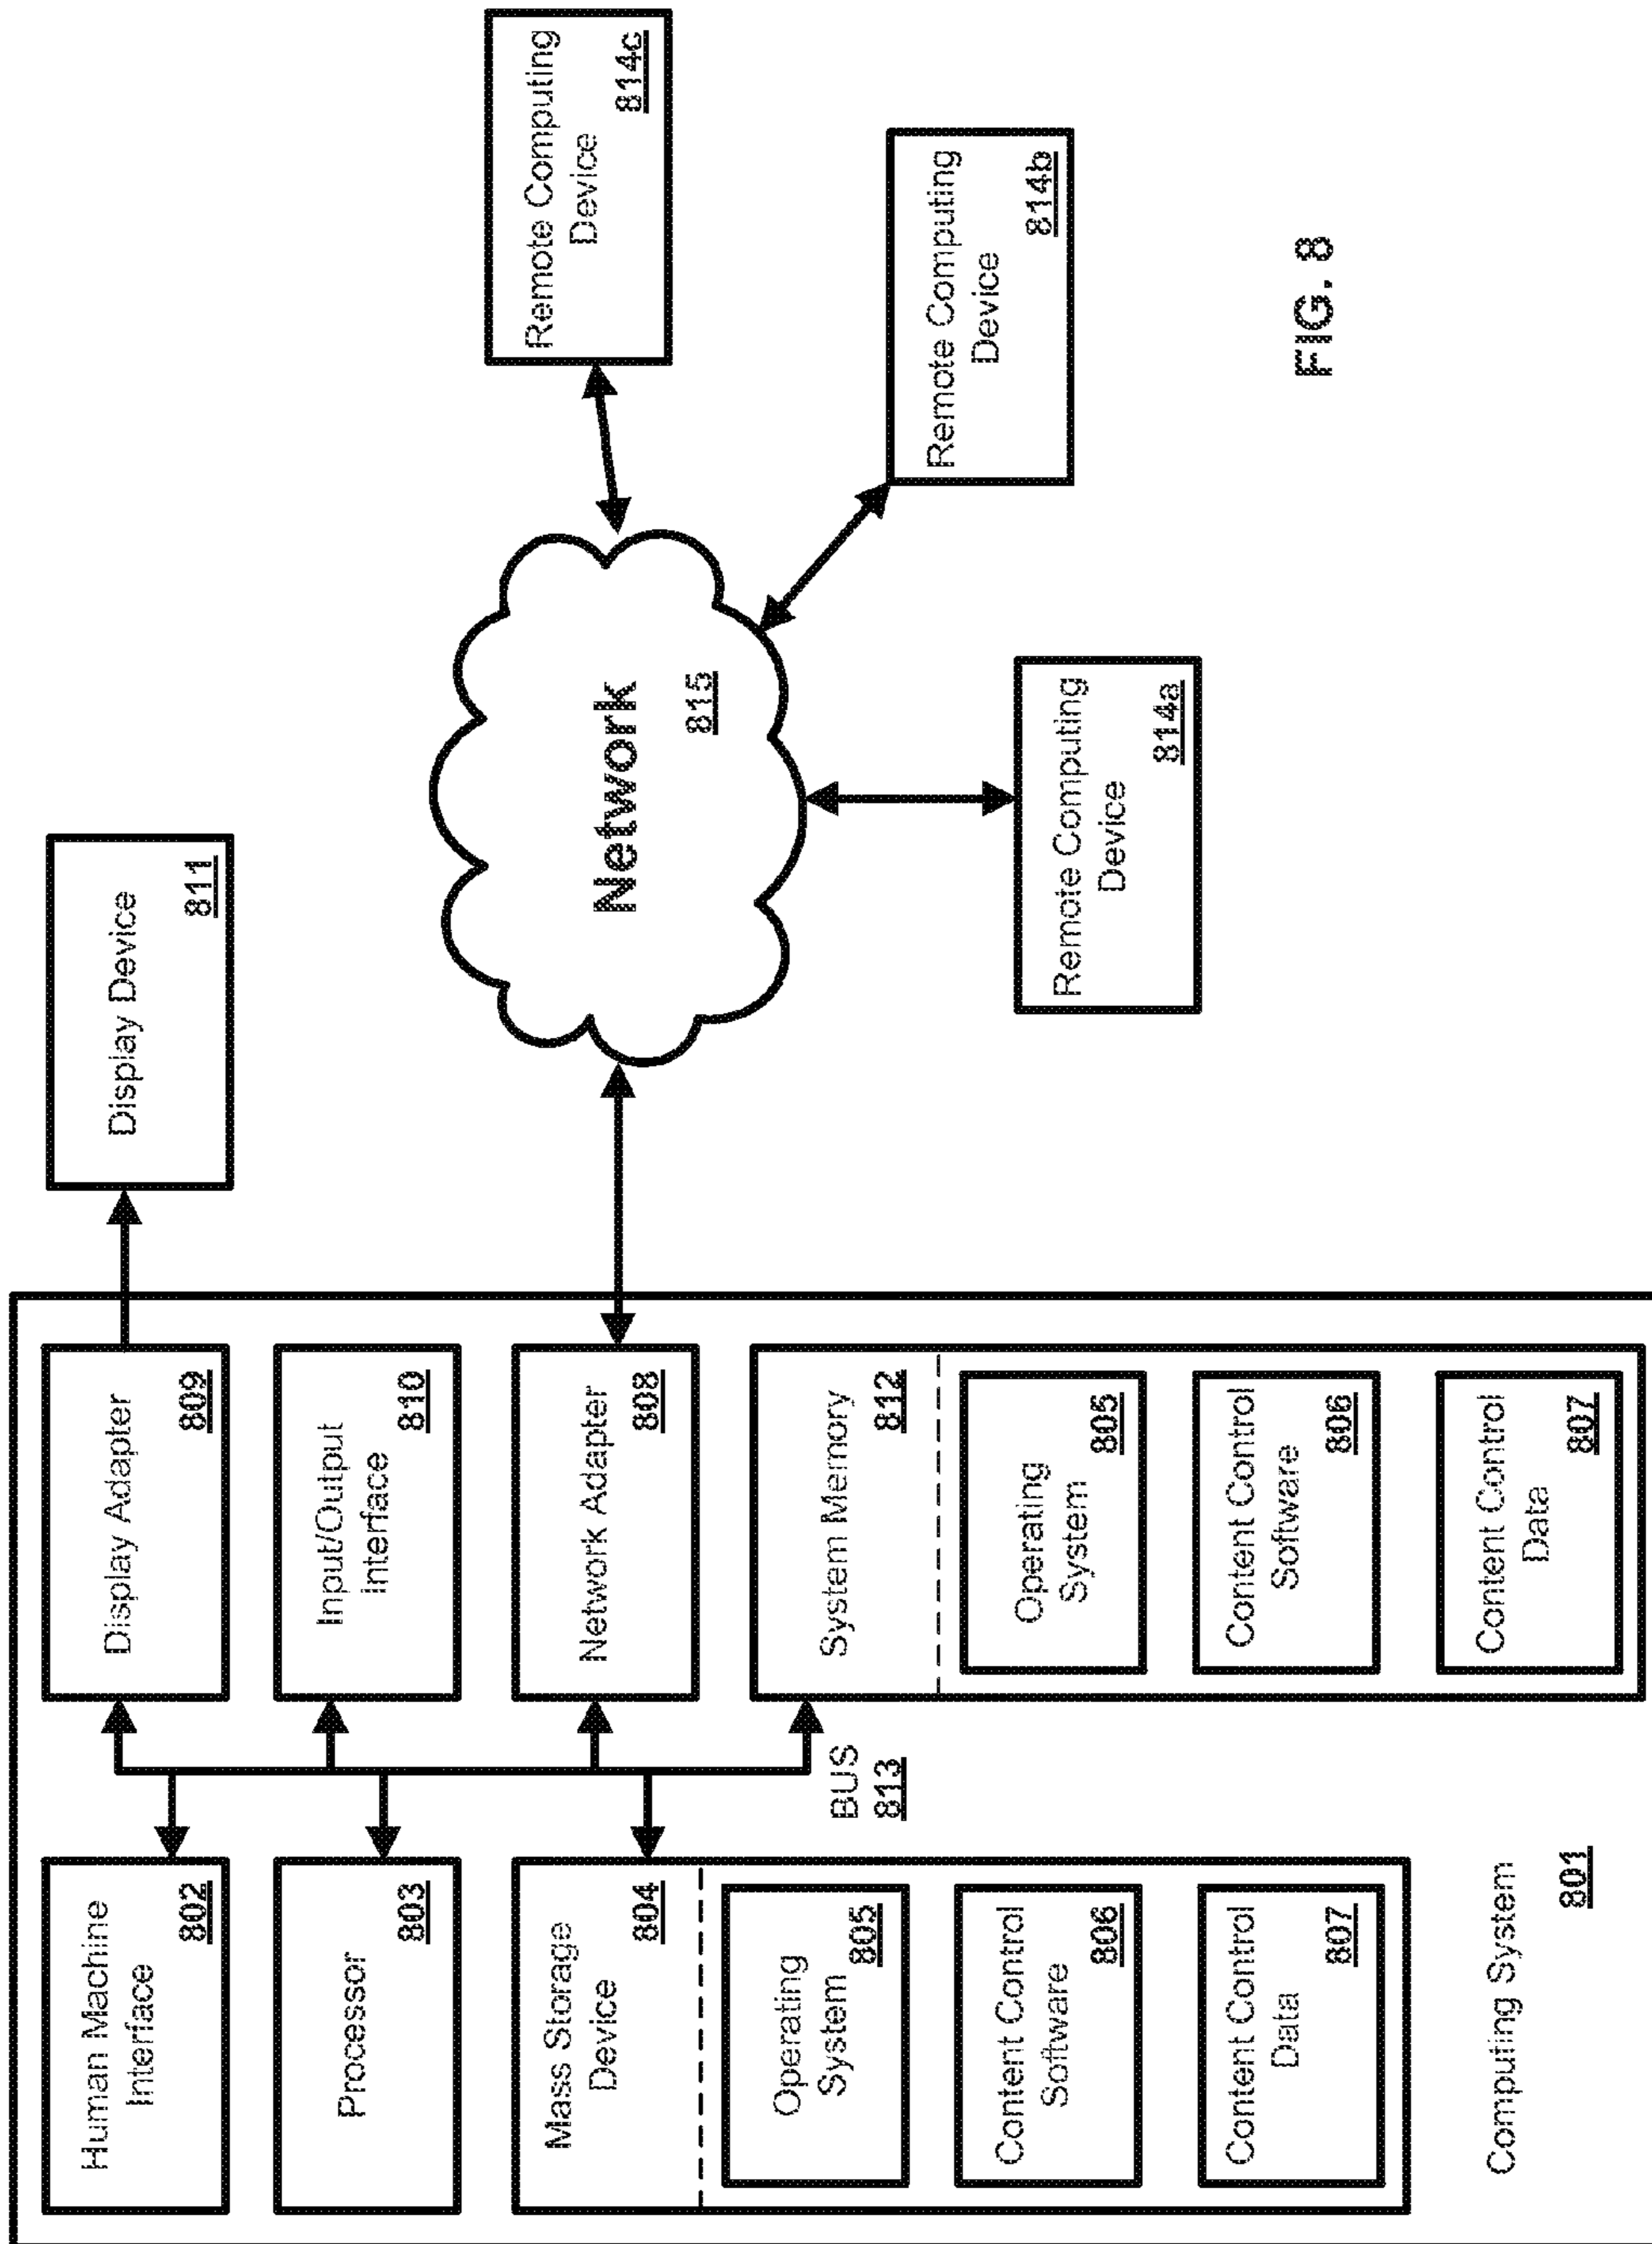 Human Machine
Interface
802
Processor
803
Mass Storage
Device
804
Operating
System
805
Content Control
Software
806
Content Control
Data
807
Computing System
801
BUS
813
Display Adapter
809
Input/Output
Interface
810
Network Adapter
808
System Memory
812
Operating
System
805
Content Control
Software
806
Content Control
Data
807
Display Device
811
Network
815
Remote Computing
Device
814a
Remote Computing
Device
814b
Remote Computing
Device
814c
FIG. 8